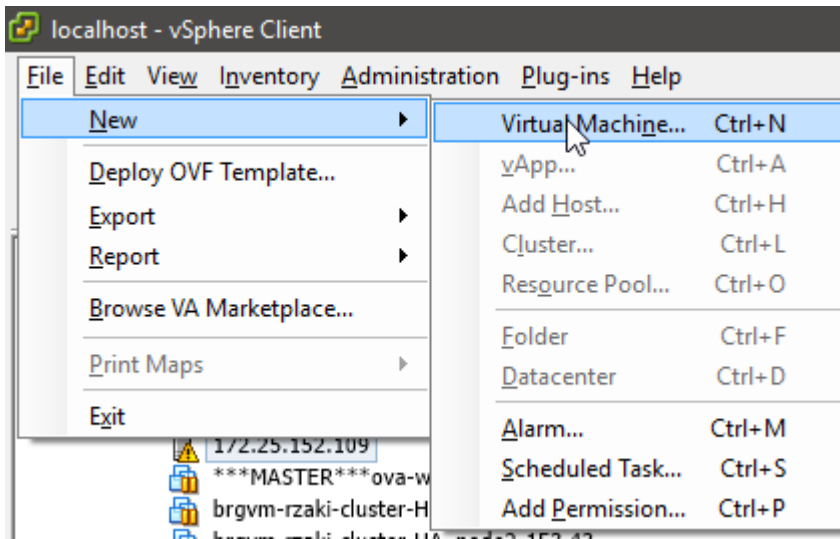 localhost - vSphere Client
File Edit View Inventory Administration Plug-ins Help
New
Deploy OVF Template...
Export
Report
Browse VA Marketplace...
Print Maps
Exit
Virtual Machine... Ctrl+N
vApp... Ctrl+A
Add Host... Ctrl+H
Cluster... Ctrl+L
Resource Pool... Ctrl+O
Folder Ctrl+F
Datacenter Ctrl+D
Alarm... Ctrl+M
Scheduled Task... Ctrl+S
Add Permission... Ctrl+P
172.25.152.109
***MASTER***ova-w
brgvm-rzaki-cluster-H